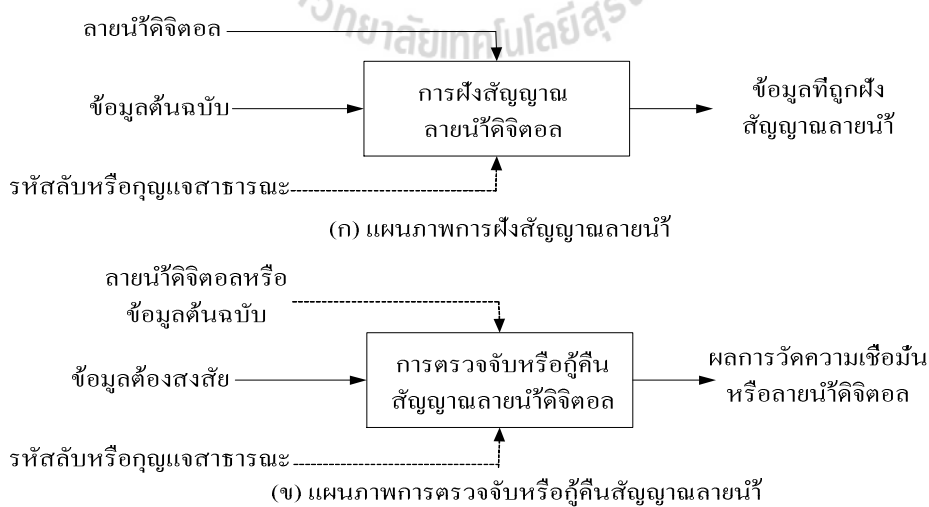 ลายน้ำดิจิตอล
ข้อมูลต้นฉบับ
การฝังสัญญาณ
ลายน้ำดิจิตอล
ข้อมูลที่ถูกฝัง
สัญญาณลายน้ำ
รหัสลับหรือกุญแจสาธารณะ
(ก) แผนภาพการฝังสัญญาณลายน้ำ
ลายน้ำดิจิตอลหรือ
ข้อมูลต้นฉบับ
ข้อมูลต้องสงสัย
การตรวจจับหรือกู้คืน
สัญญาณลายน้ำดิจิตอล
ผลการวัดความเชื่อมั่น
หรือลายน้ำดิจิตอล
รหัสลับหรือกุญแจสาธารณะ
(ข) แผนภาพการตรวจจับหรือกู้คืนสัญญาณลายน้ำ